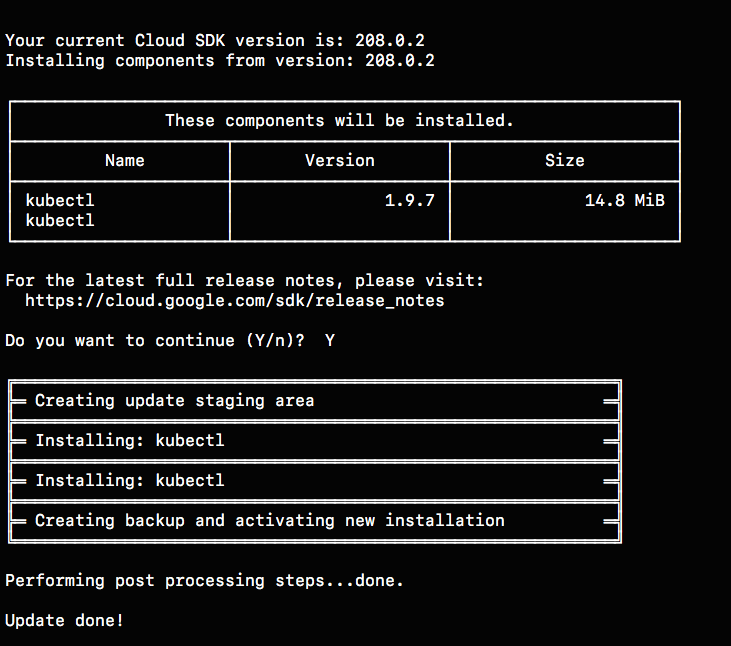 Your current Cloud SDK version is: 208.0.2
Installing components from version: 208.0.2
These components will be installed.
Name Version Size
kubectl 1.9.7 14.8 MiB
kubectl
For the latest full release notes, please visit:
https://cloud.google.com/sdk/release_notes
Do you want to continue (Y/n)?  Y
Creating update staging area
Installing: kubectl
Installing: kubectl
Creating backup and activating new installation
Performing post processing steps...done.
Update done!